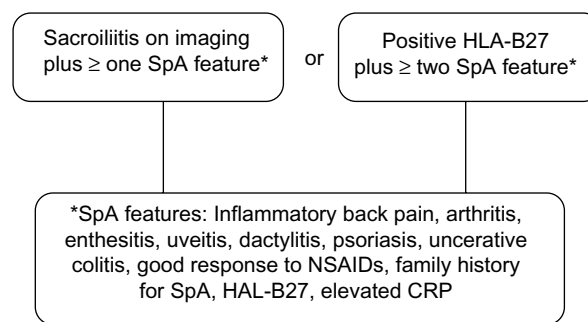 Sacroiliitis on imaging
plus ≥ one SpA feature*
or
Positive HLA-B27
plus ≥ two SpA feature*
*SpA features: Inflammatory back pain, arthritis,
enthesitis, uveitis, dactylitis, psoriasis, uncerative
colitis, good response to NSAIDs, family history
for SpA, HAL-B27, elevated CRP